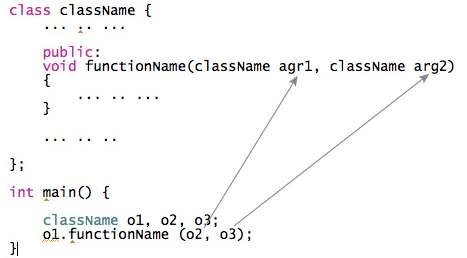 class className {
... :. ...
public:
void functionName(className agr1, className arg2)
{
... .. ...
}
... .. ..
};
int main() {
className o1, o2, o3;
o1.functionName (o2, o3);
}